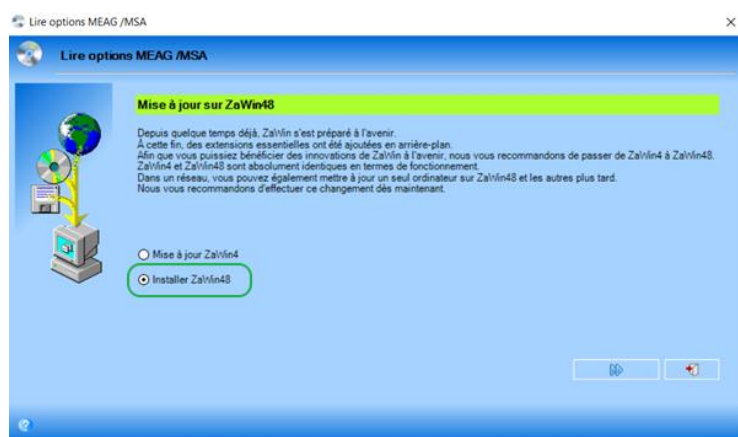 Lire options MEAG /MSA
Lire options MEAG /MSA
Mise à jour sur ZaWin48
Depuis quelque temps déjà, ZaWin s'est préparé à l'avenir.
À cette fin, des extensions essentielles ont été ajoutées en arrière-plan.
Afin que vous puissiez bénéficier des innovations de ZaWin à l'avenir, nous vous recommandons de passer de ZaWin4 à ZaWin48.
ZaWin4 et ZaWin48 sont absolument identiques en termes de fonctionnement.
Dans un réseau, vous pouvez également mettre à jour un seul ordinateur sur ZaWin48 et les autres plus tard.
Nous vous recommandons d'effectuer ce changement dès maintenant.
Mise à jour ZaWin4
Installer ZaWin48